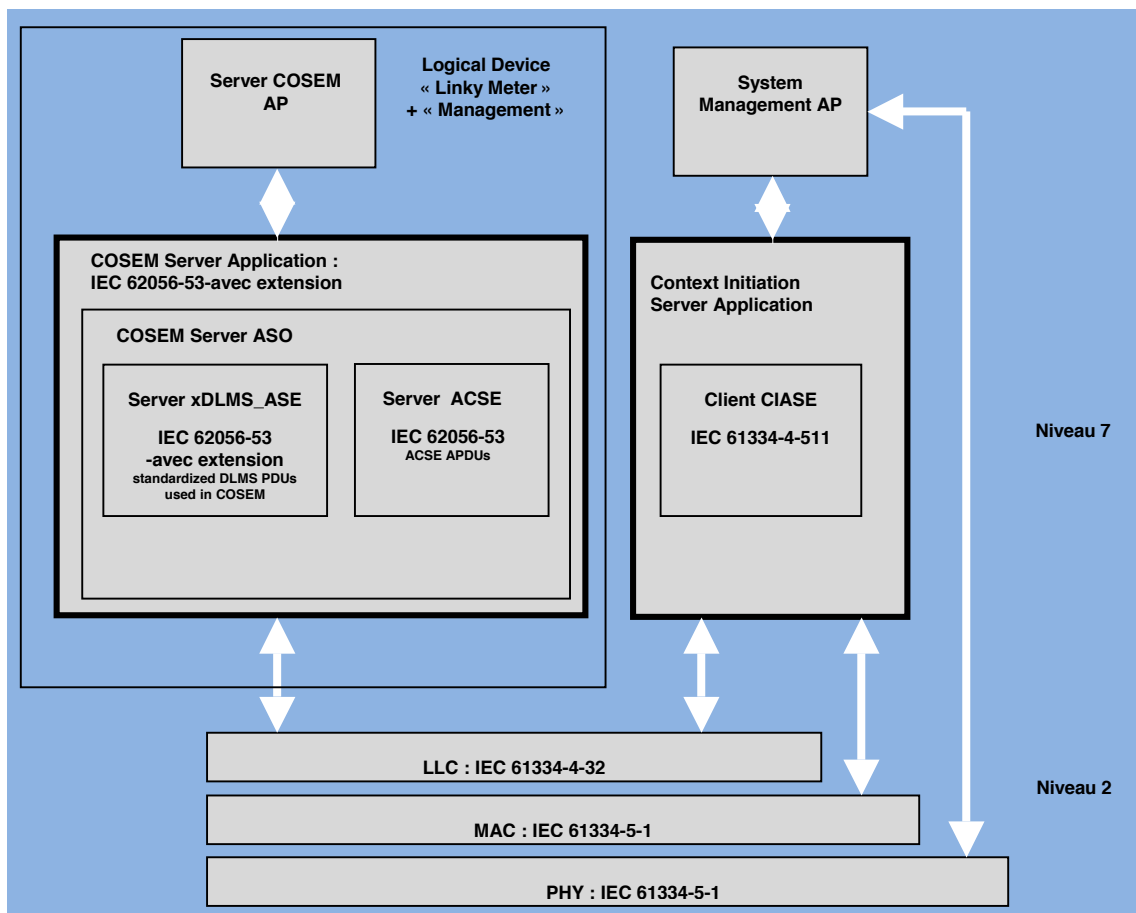 Server COSEM
AP
Logical Device
« Linky Meter »
+ « Management »
System
Management AP
COSEM Server Application :
IEC 62056-53-avec extension
COSEM Server ASO
Server xDLMS_ASE
IEC 62056-53
-avec extension
standardized DLMS PDUs
used in COSEM
Server ACSE
IEC 62056-53
ACSE APDUs
Context Initiation
Server Application
Client CIASE
IEC 61334-4-511
Niveau 7
LLC : IEC 61334-4-32
Niveau 2
MAC : IEC 61334-5-1
PHY : IEC 61334-5-1